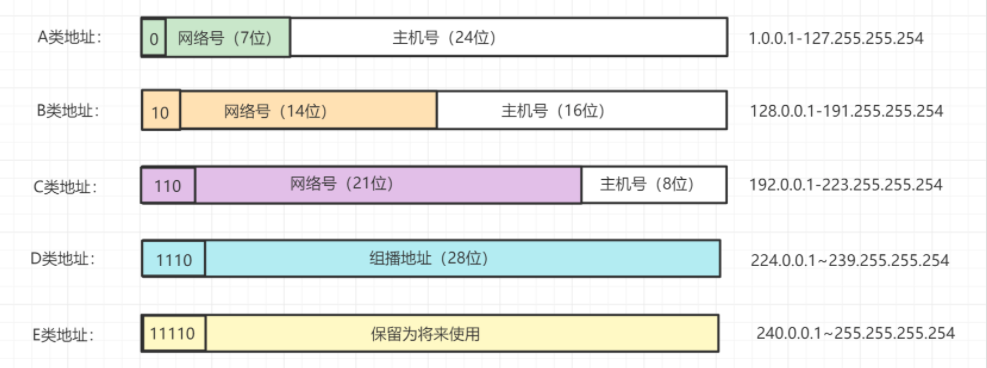 A类地址： 0 网络号（7位） 主机号（24位） 1.0.0.1-127.255.255.254
B类地址： 10 网络号（14位） 主机号（16位） 128.0.0.1-191.255.255.254
C类地址： 110 网络号（21位） 主机号（8位） 192.0.0.1-223.255.255.254
D类地址： 1110 组播地址（28位） 224.0.0.1~239.255.255.254
E类地址： 11110 保留为将来使用 240.0.0.1~255.255.255.254